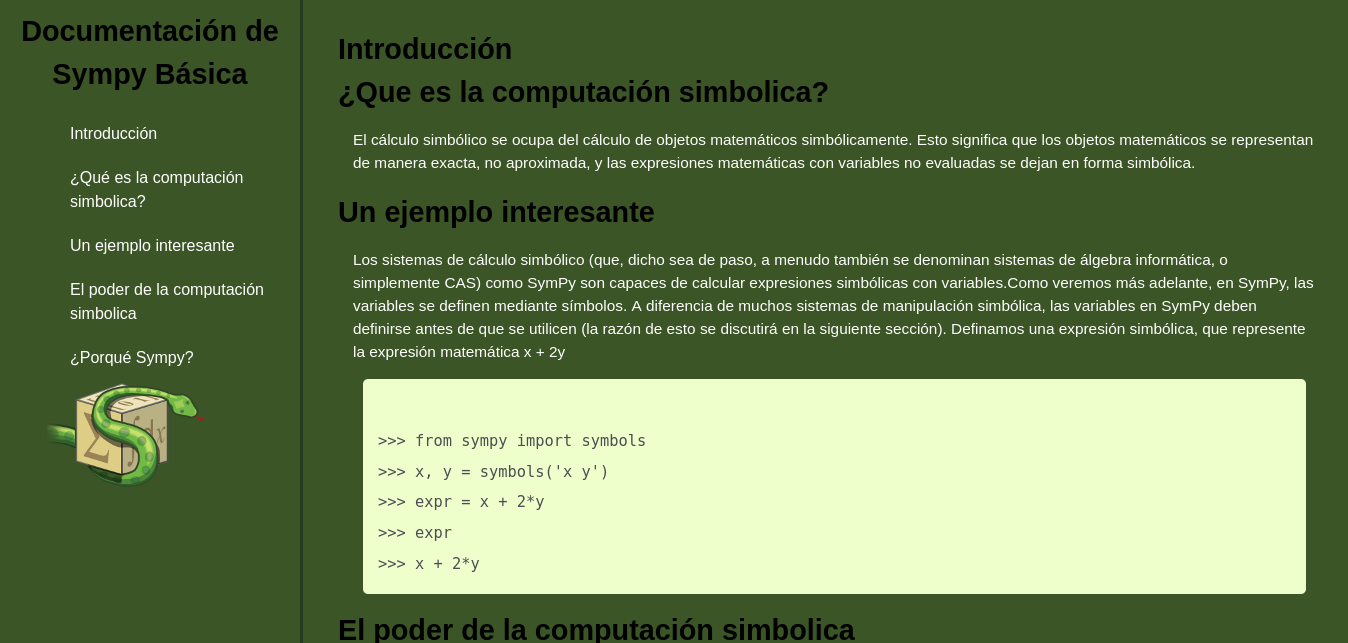 Documentación de
Sympy Básica
Introducción
¿Qué es la computación
simbolica?
Un ejemplo interesante
El poder de la computación
simbolica
¿Porqué Sympy?
Introducción
¿Que es la computación simbolica?
El cálculo simbólico se ocupa del cálculo de objetos matemáticos simbólicamente. Esto significa que los objetos matemáticos se representan
de manera exacta, no aproximada, y las expresiones matemáticas con variables no evaluadas se dejan en forma simbólica.
Un ejemplo interesante
Los sistemas de cálculo simbólico (que, dicho sea de paso, a menudo también se denominan sistemas de álgebra informática, o
simplemente CAS) como SymPy son capaces de calcular expresiones simbólicas con variables.Como veremos más adelante, en SymPy, las
variables se definen mediante símbolos. A diferencia de muchos sistemas de manipulación simbólica, las variables en SymPy deben
definirse antes de que se utilicen (la razón de esto se discutirá en la siguiente sección). Definamos una expresión simbólica, que represente
la expresión matemática x + 2y
>>> from sympy import symbols
>>> x, y = symbols('x y')
>>> expr = x + 2*y
>>> expr
>>> x + 2*y
El poder de la computación simbolica